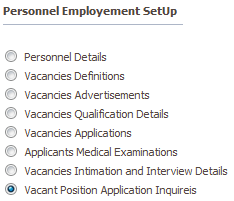 Personnel Employement SetUp
Personnel Details
Vacancies Definitions
Vacancies Advertisements
Vacancies Qualification Details
Vacancies Applications
Applicants Medical Examinations
Vacancies Intimation and Interview Details
Vacant Position Application Inquireis